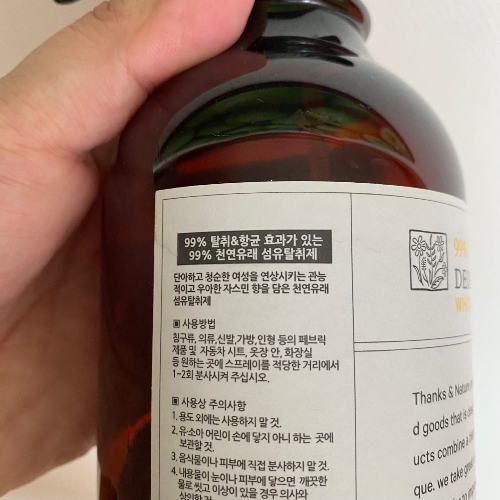 99% 탈취&항균 효과가 있는
99% 천연유래 섬유탈취제
단아하고 청순한 여성을 연상시키는 관능
적이고 우아한 자스민 향을 담은 천연유래
섬유탈취제
▣ 사용방법
침구류, 의류,신발,가방,인형 등의 페브릭
제품 및 자동차 시트, 옷장 안, 화장실
등 원하는 곳에 스프레이를 적당한 거리에서
1~2회 분사시켜 주십시오.
▣ 사용상 주의사항
1. 용도 외에는 사용하지 말 것.
2. 유·소아 어린이 손에 닿지 아니 하는 곳에
보관할 것.
3. 음식물이나 피부에 직접 분사하지 말 것.
4. 내용물이 눈이나 피부에 닿으면 깨끗한
물로 씻고 이상이 있을 경우 의사와
상의할 것
99%
DE
WHI
Thanks & Nature
d goods that is
ucts combine a
que. we take